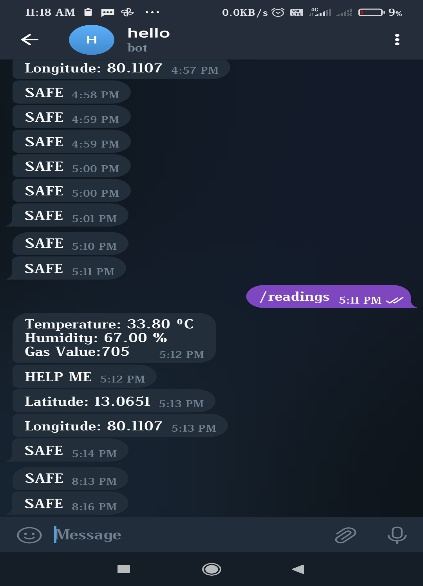 11:18 AM ... 0.0KB/s 4G 9%
H hello
bot
Longitude: 80.1107 4:57 PM
SAFE 4:58 PM
SAFE 4:59 PM
SAFE 4:59 PM
SAFE 5:00 PM
SAFE 5:00 PM
SAFE 5:01 PM
SAFE 5:10 PM
SAFE 5:11 PM
/readings 5:11 PM
Temperature: 33.80 ºC
Humidity: 67.00 %
Gas Value:705 5:12 PM
HELP ME 5:12 PM
Latitude: 13.0651 5:13 PM
Longitude: 80.1107 5:13 PM
SAFE 5:14 PM
SAFE 8:13 PM
SAFE 8:16 PM
Message